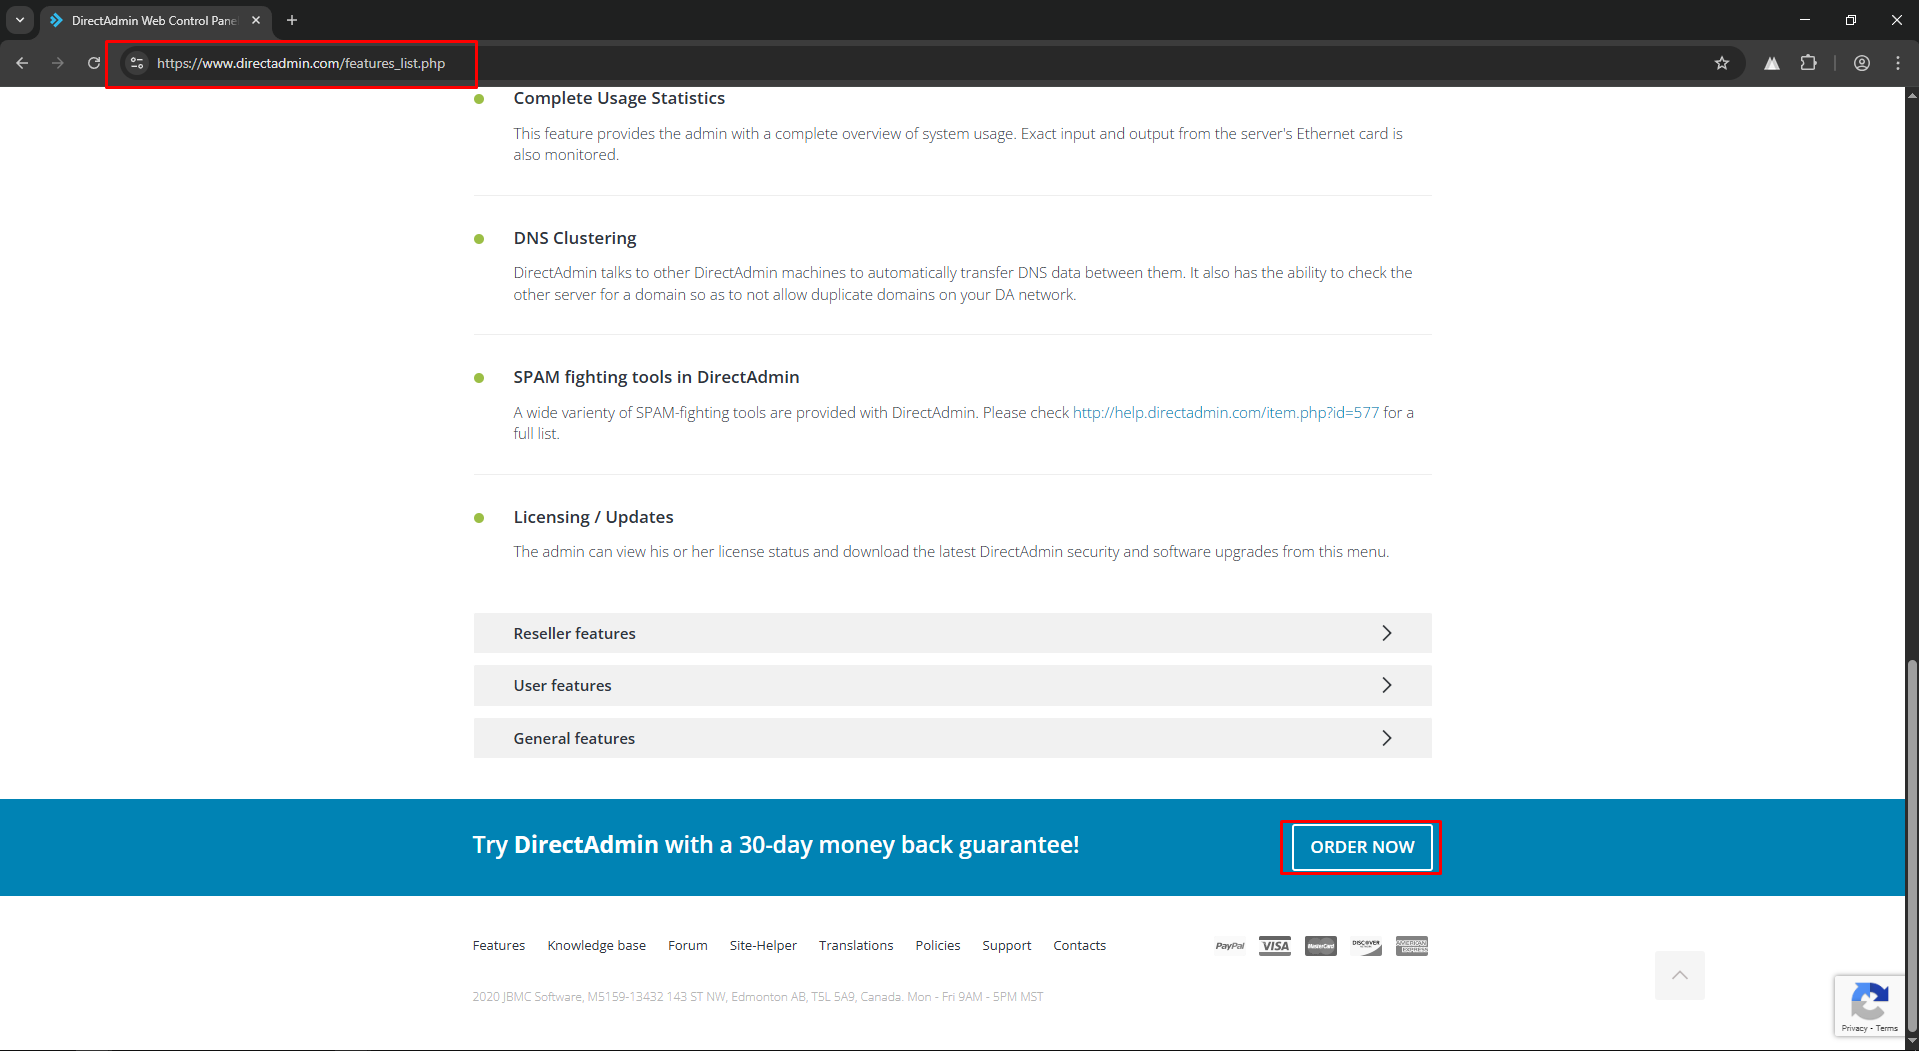 DirectAdmin Web Control Pane
https://www.directadmin.com/features_list.php
Complete Usage Statistics
This feature provides the admin with a complete overview of system usage. Exact input and output from the server's Ethernet card is
also monitored.
DNS Clustering
DirectAdmin talks to other DirectAdmin machines to automatically transfer DNS data between them. It also has the ability to check the
other server for a domain so as to not allow duplicate domains on your DA network.
SPAM fighting tools in DirectAdmin
A wide varienty of SPAM-fighting tools are provided with DirectAdmin. Please check http://help.directadmin.com/item.php?id=577 for a
full list.
Licensing / Updates
The admin can view his or her license status and download the latest DirectAdmin security and software upgrades from this menu.
Reseller features
User features
General features
Try DirectAdmin with a 30-day money back guarantee!
ORDER NOW
Features Knowledge base Forum Site-Helper Translations Policies Support Contacts
PayPal VISA MasterCard DISCOVER AMERICAN EXPRESS
2020 JBMC Software, M5159-13432 143 ST NW, Edmonton AB, T5L 5A9, Canada. Mon - Fri 9AM - 5PM MST
Privacy - Terms